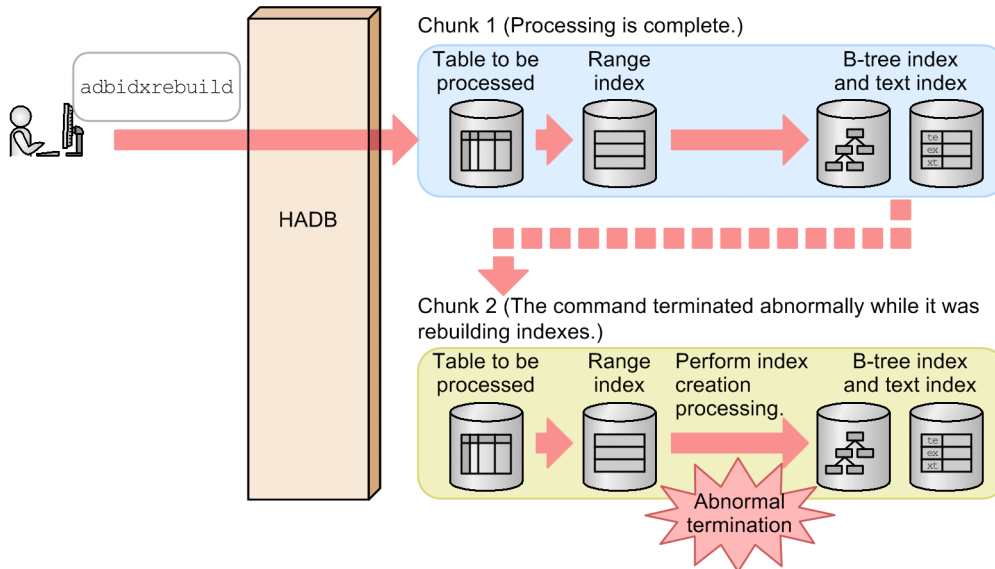 adbidxrebuild
HADB
Chunk 1 (Processing is complete.)
Table to be
processed
Range
index
B-tree index
and text index
te
ex
xt
Chunk 2 (The command terminated abnormally while it was
rebuilding indexes.)
Table to be
processed
Range
index
Perform index
creation
processing.
B-tree index
and text index
te
ex
xt
Abnormal
termination